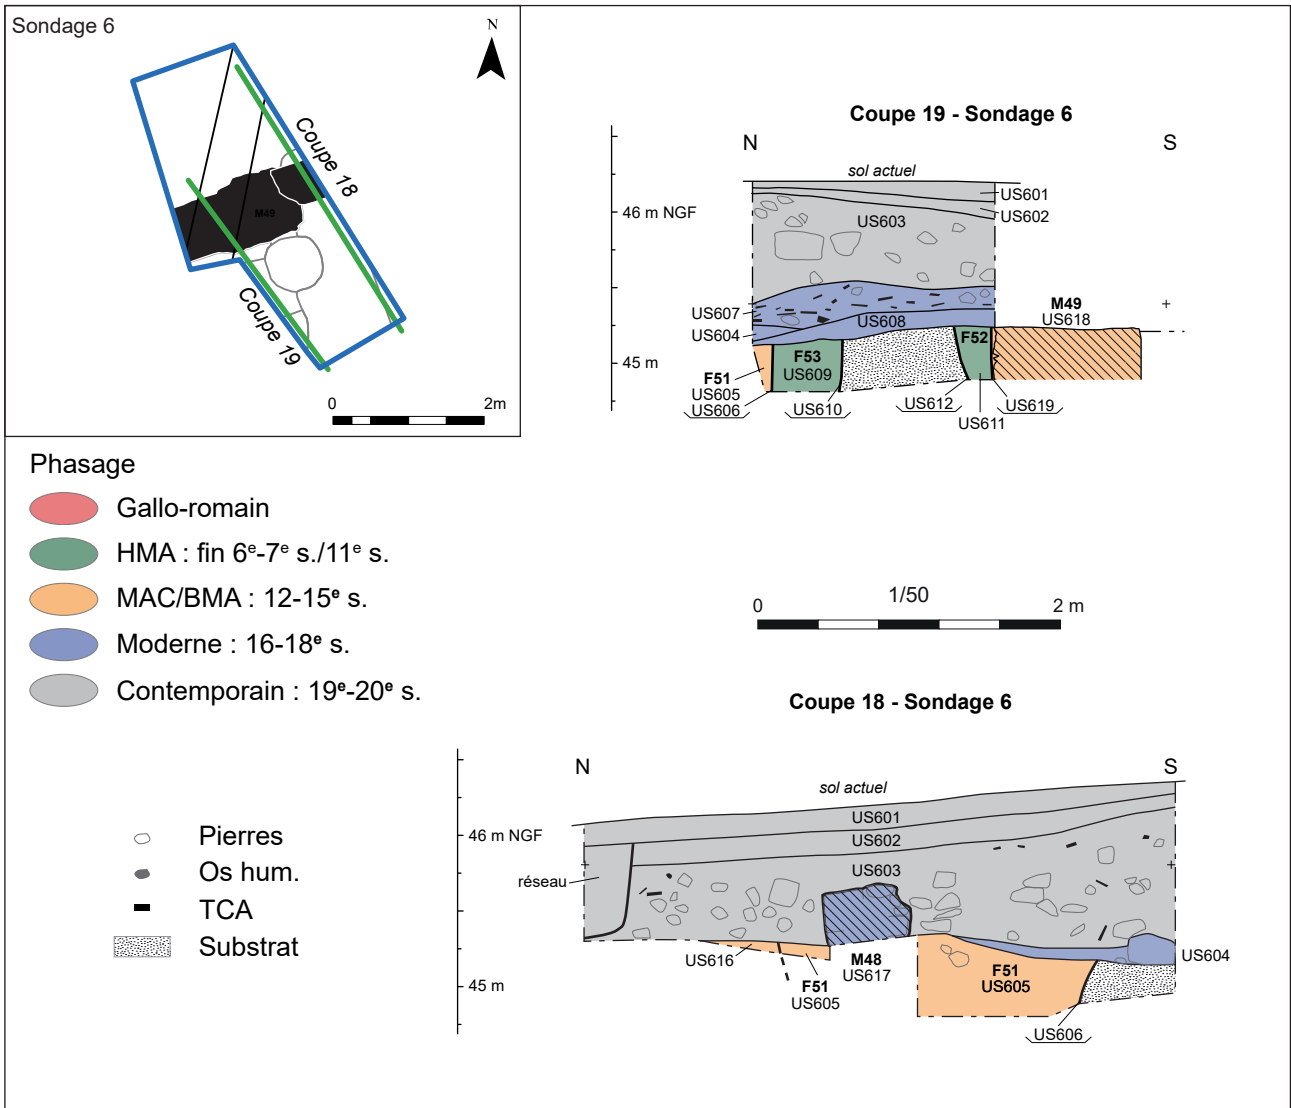 Sondage 6
N
Coupe 18
M49
Coupe 19
0 2m
Coupe 19 - Sondage 6
N S
sol actuel
US601
46 m NGF
US602
US603
M49
US607
US618
US608
US604
F52
F53
45 m
F51
US609
US605
US606
US610
US612
US619
US611
Phasage
Gallo-romain
HMA : fin 6e-7e s./11e s.
MAC/BMA : 12-15e s.
Moderne : 16-18e s.
Contemporain : 19e-20e s.
1/50
0 2 m
Coupe 18 - Sondage 6
N S
sol actuel
US601
46 m NGF
US602
US603
réseau
US616
M48
US617
US604
F51
US605
F51
US605
45 m
US606
Pierres
Os hum.
TCA
Substrat